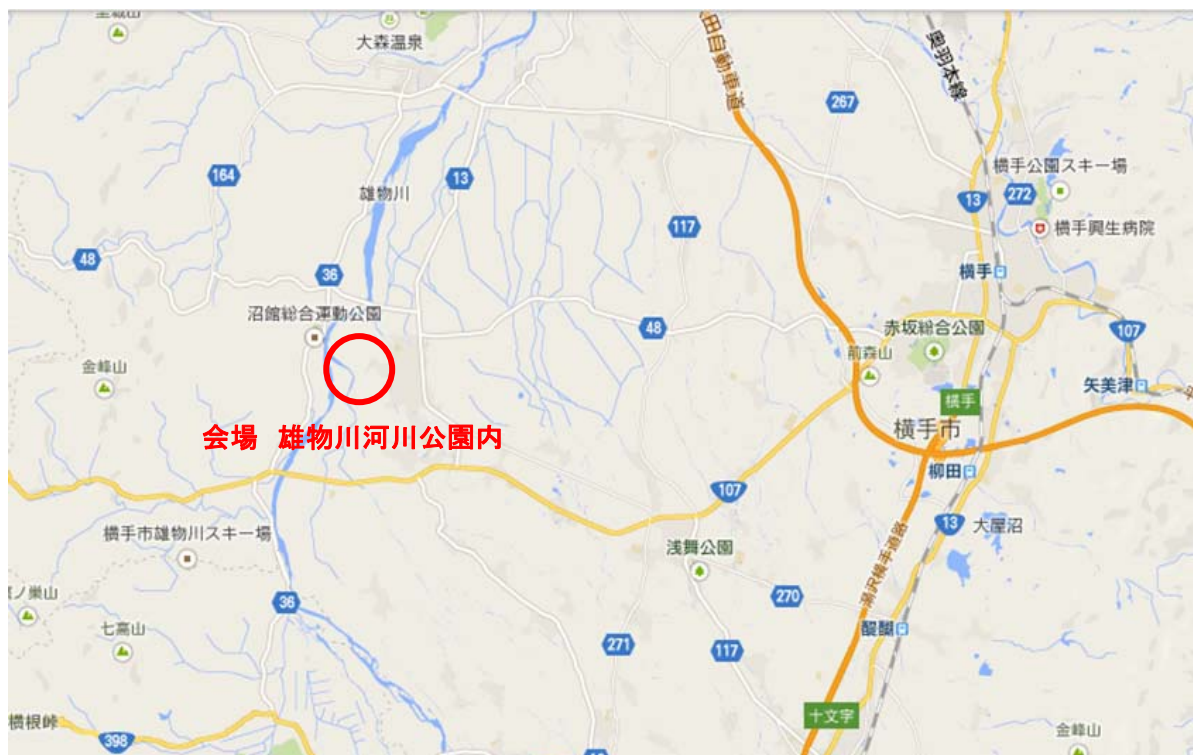 大森温泉
奥羽本線
267
横手公園スキー場
164
雄物川
13
13
272
横手興生病院
117
48
36
横手
沼館総合運動公園
48
赤坂総合公園
107
前森山
金峰山
矢美津
横手
会場 雄物川河川公園内
横手市
柳田
107
13
大屋沼
横手市雄物川スキー場
浅舞公園
湯沢横手道路
270
36
七高山
醍醐
271
117
十文字
横根峠
398
金峰山